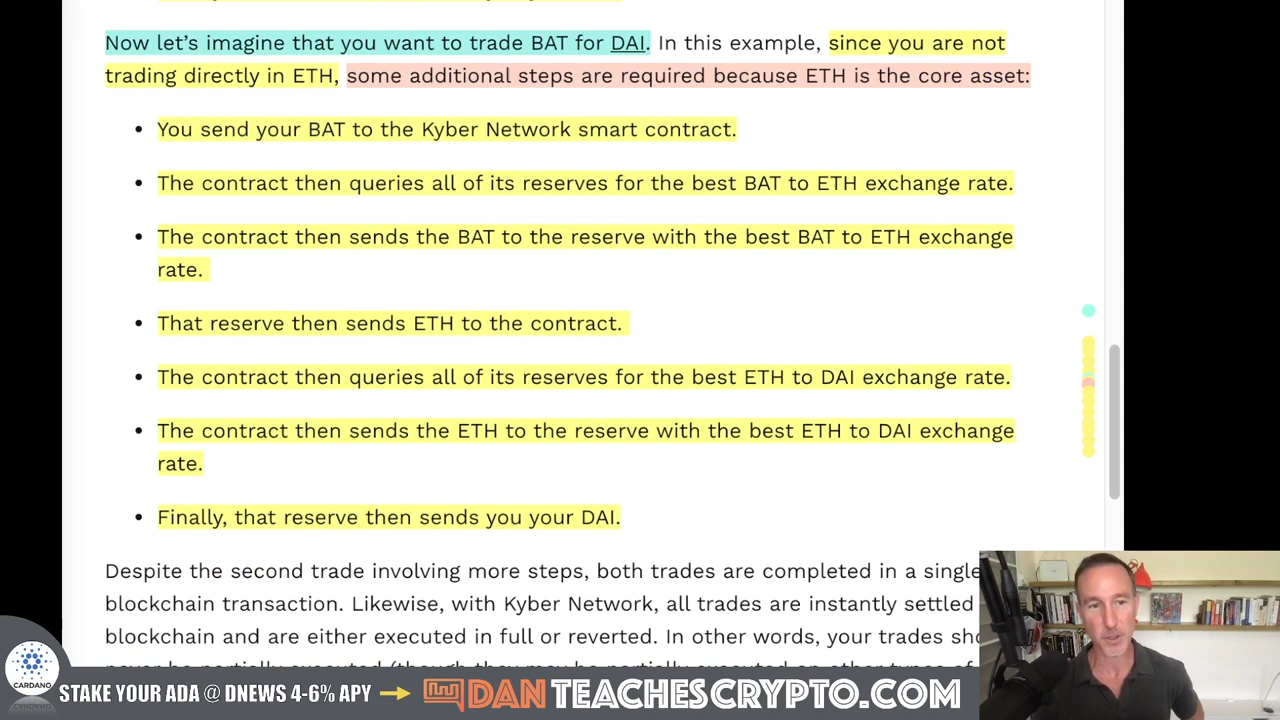 Now let's imagine that you want to trade BAT for DAI. In this example, since you are not
trading directly in ETH, some additional steps are required because ETH is the core asset:
• You send your BAT to the Kyber Network smart contract.
• The contract then queries all of its reserves for the best BAT to ETH exchange rate.
• The contract then sends the BAT to the reserve with the best BAT to ETH exchange
rate.
• That reserve then sends ETH to the contract.
• The contract then queries all of its reserves for the best ETH to DAI exchange rate.
• The contract then sends the ETH to the reserve with the best ETH to DAI exchange
rate.
• Finally, that reserve then sends you your DAI.
Despite the second trade involving more steps, both trades are completed in a single
blockchain transaction. Likewise, with Kyber Network, all trades are instantly settled
blockchain and are either executed in full or reverted. In other words, your trades
CARDANO
STAKE YOUR ADA @ DNEWS 4-6% APY
DANTEACHESCRYPTO.COM